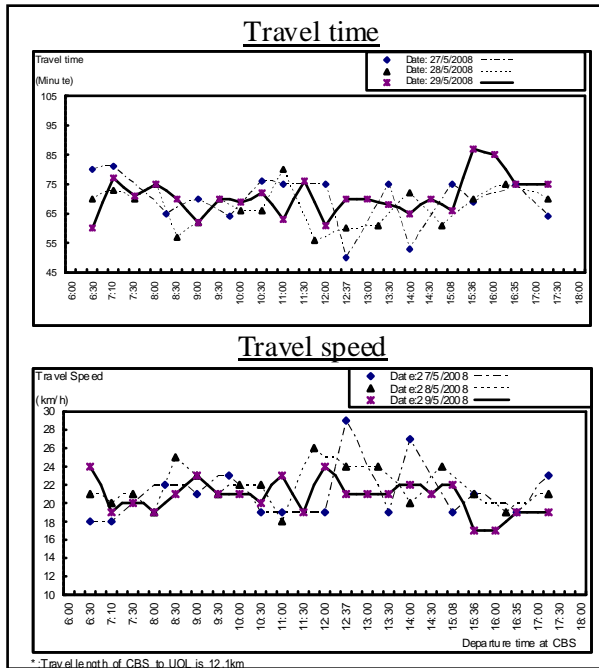 Travel time
Travel time
(Minute)
Date: 27/5/2008
Date: 28/5/2008
Date: 29/5/2008
105
95
85
75
65
55
45
6:00 6:30 7:10 7:30 8:00 8:30 9:00 9:30 10:00 10:30 11:00 11:30 12:00 12:37 13:00 13:30 14:00 14:30 15:08 15:36 16:00 16:35 17:00 17:30 18:00
Travel speed
Travel Speed
(km/h)
Date:27/5/2008
Date:28/5/2008
Date:29/5/2008
30
28
26
24
22
20
18
16
14
12
10
6:00 6:30 7:10 7:30 8:00 8:30 9:00 9:30 10:00 10:30 11:00 11:30 12:00 12:37 13:00 13:30 14:00 14:30 15:08 15:36 16:00 16:35 17:00 17:30 18:00
Departure time at CBS
* :Travel length of CBS to UOL is 12.1km